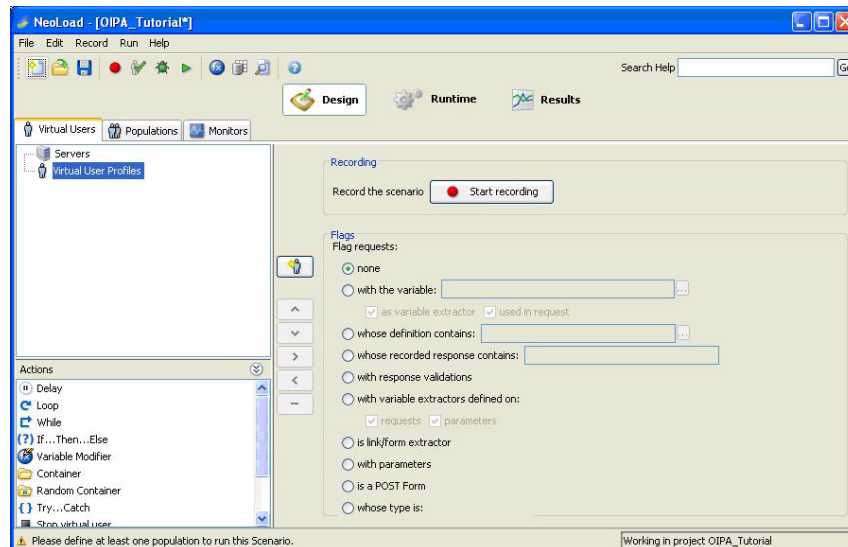 NeoLoad - [OIPA_Tutorial*]
File Edit Record Run Help
Search Help
Go
Design Runtime Results
Virtual Users Populations Monitors
Servers
Virtual User Profiles
Recording
Record the scenario Start recording
Flags
Flag requests:
none
with the variable: ...
as variable extractor used in request
whose definition contains: ...
whose recorded response contains:
with response validations
with variable extractors defined on:
requests parameters
is link/form extractor
with parameters
is a POST Form
whose type is:
Actions
Delay
Loop
While
(?) If...Then...Else
Variable Modifier
Container
Random Container
{ } Try...Catch
Stop virtual user
Please define at least one population to run this Scenario.
Working in project OIPA_Tutorial